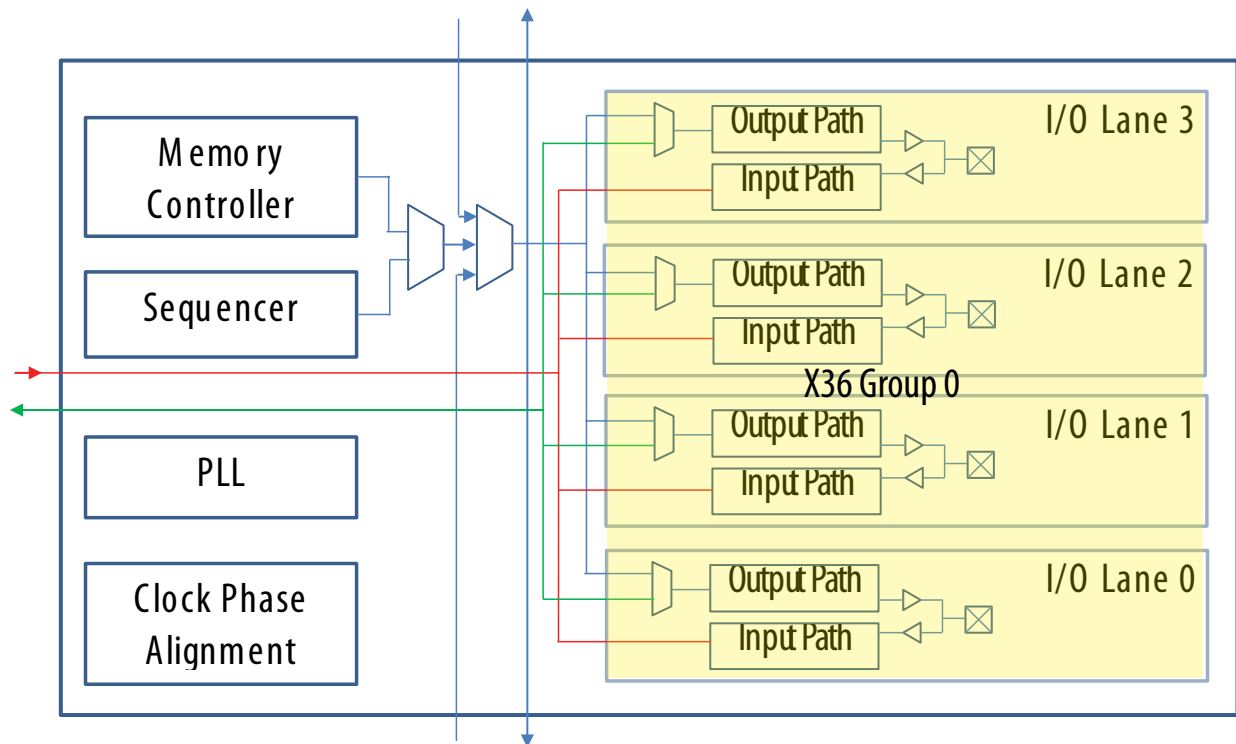 Memory
Controller
Sequencer
PLL
Clock Phase
Alignment
Output Path
Input Path
I/O Lane 3
Output Path
Input Path
I/O Lane 2
X36 Group 0
Output Path
Input Path
I/O Lane 1
Output Path
Input Path
I/O Lane 0